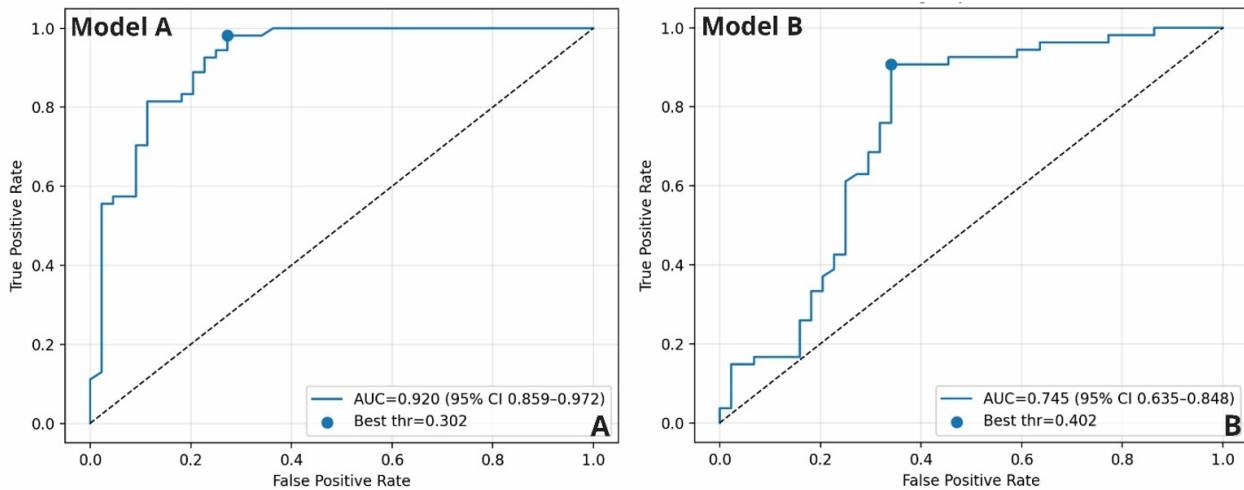 Model A
1.0
0.8
0.6
0.4
0.2
0.0
True Positive Rate
AUC=0.920 (95% CI 0.859–0.972)
Best thr=0.302
A
0.0 0.2 0.4 0.6 0.8 1.0
False Positive Rate
Model B
1.0
0.8
0.6
0.4
0.2
0.0
True Positive Rate
AUC=0.745 (95% CI 0.635–0.848)
Best thr=0.402
B
0.0 0.2 0.4 0.6 0.8 1.0
False Positive Rate